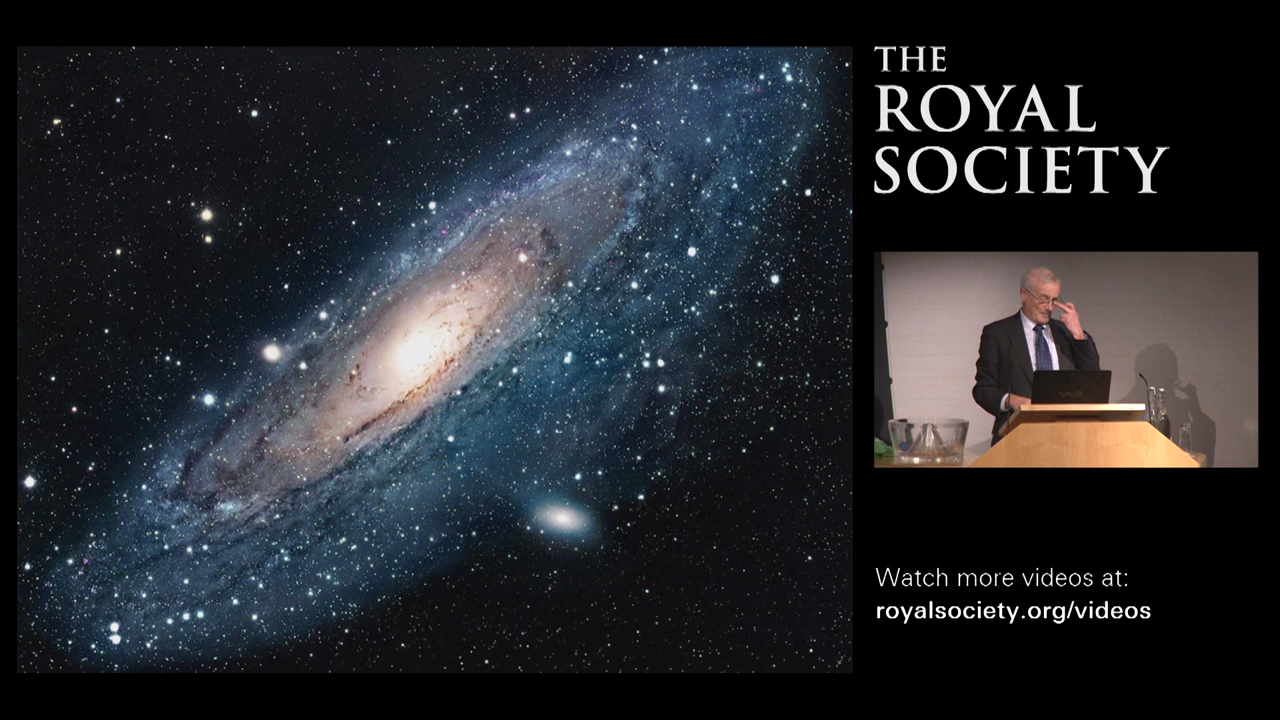 THE
ROYAL
SOCIETY
Watch more videos at:
royalsociety.org/videos